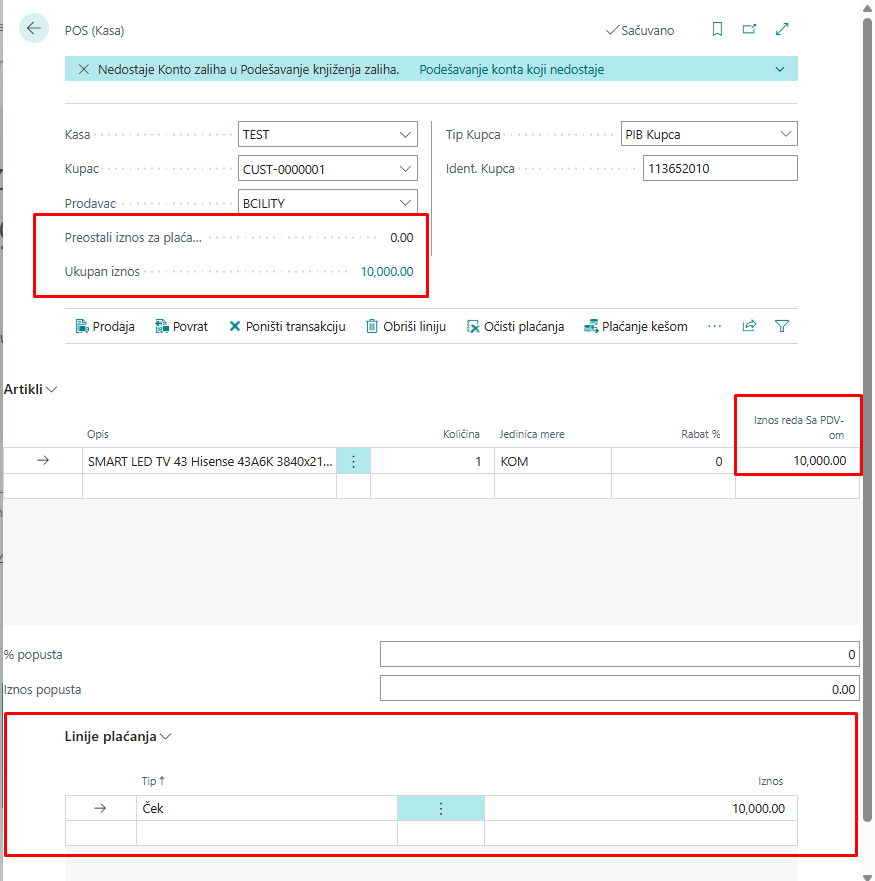 POS (Kasa)
Sačuvano
Nedostaje Konto zaliha u Podešavanje knjiženja zaliha. Podešavanje konta koji nedostaje
Kasa TEST
Tip Kupca PIB Kupca
Kupac CUST-0000001
Ident. Kupca 113652010
Prodavac BCILITY
Preostali iznos za plaća... 0.00
Ukupan iznos 10,000.00
Prodaja Povrat Poništi transakciju Obriši liniju Očisti plaćanja Plaćanje kešom ...
Artikli
Opis Količina Jedinica mere Rabat % Iznos reda Sa PDV-
om
SMART LED TV 43 Hisense 43A6K 3840x21... 1 KOM 0 10,000.00
% popusta 0
Iznos popusta 0.00
Linije plaćanja
Tip ↑ Iznos
Ček 10,000.00